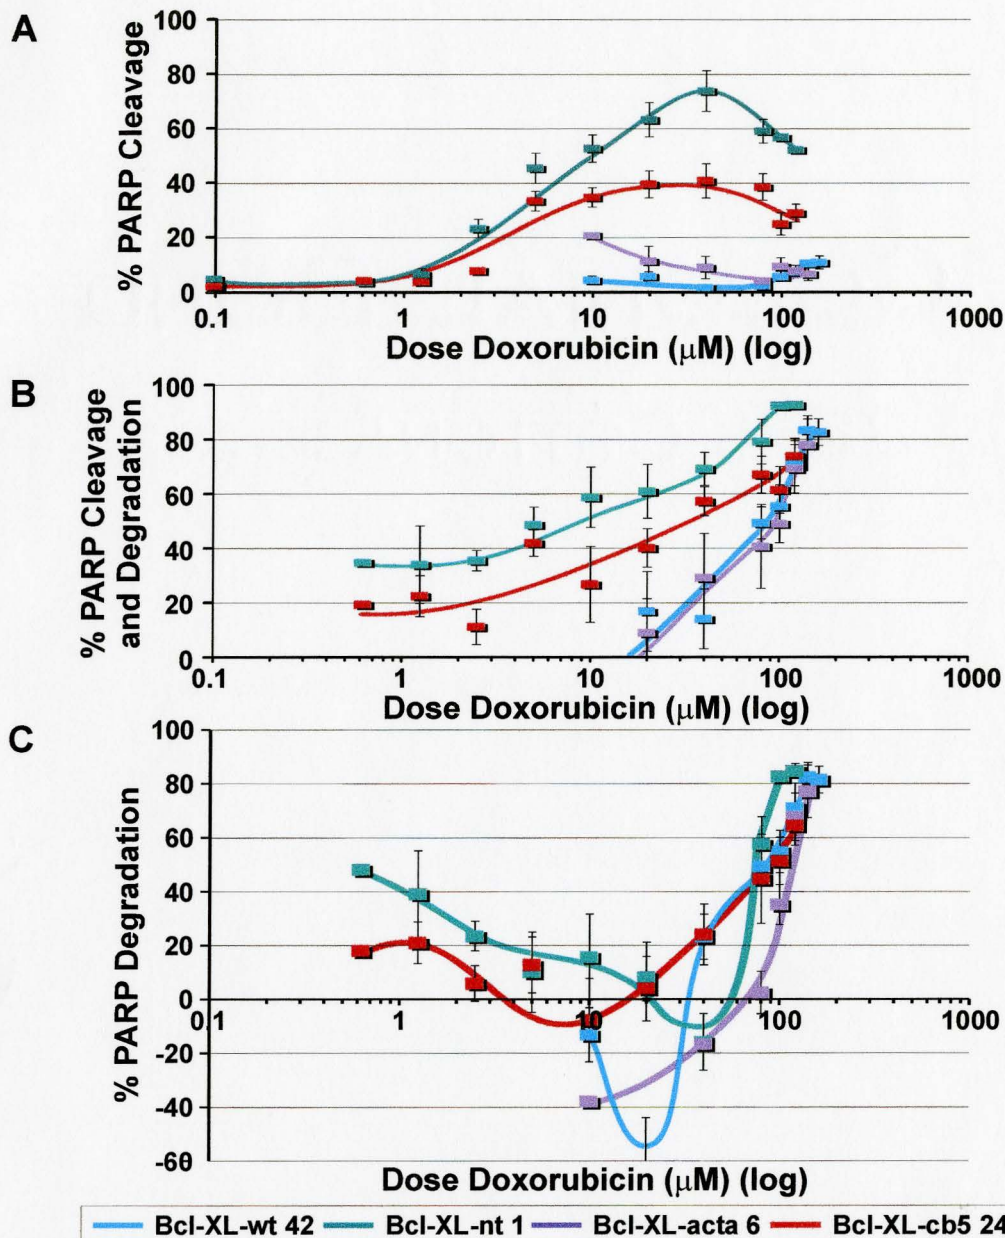 A
% PARP Cleavage
100
80
60
40
20
0
0.1
1
10
100
1000
Dose Doxorubicin (μM) (log)
B
% PARP Cleavage
and Degradation
100
80
60
40
20
0
0.1
1
10
100
1000
Dose Doxorubicin (μM) (log)
C
% PARP Degradation
100
80
60
40
20
0
-20
-40
-60
0.1
1
10
100
1000
Dose Doxorubicin (μM) (log)
Bcl-XL-wt 42
Bcl-XL-nt 1
Bcl-XL-acta 6
Bcl-XL-cb5 24